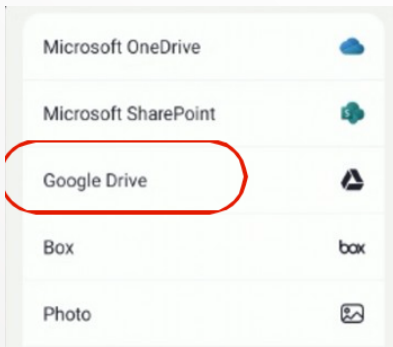 Microsoft OneDrive
Microsoft SharePoint
S
Google Drive
Box box
Photo